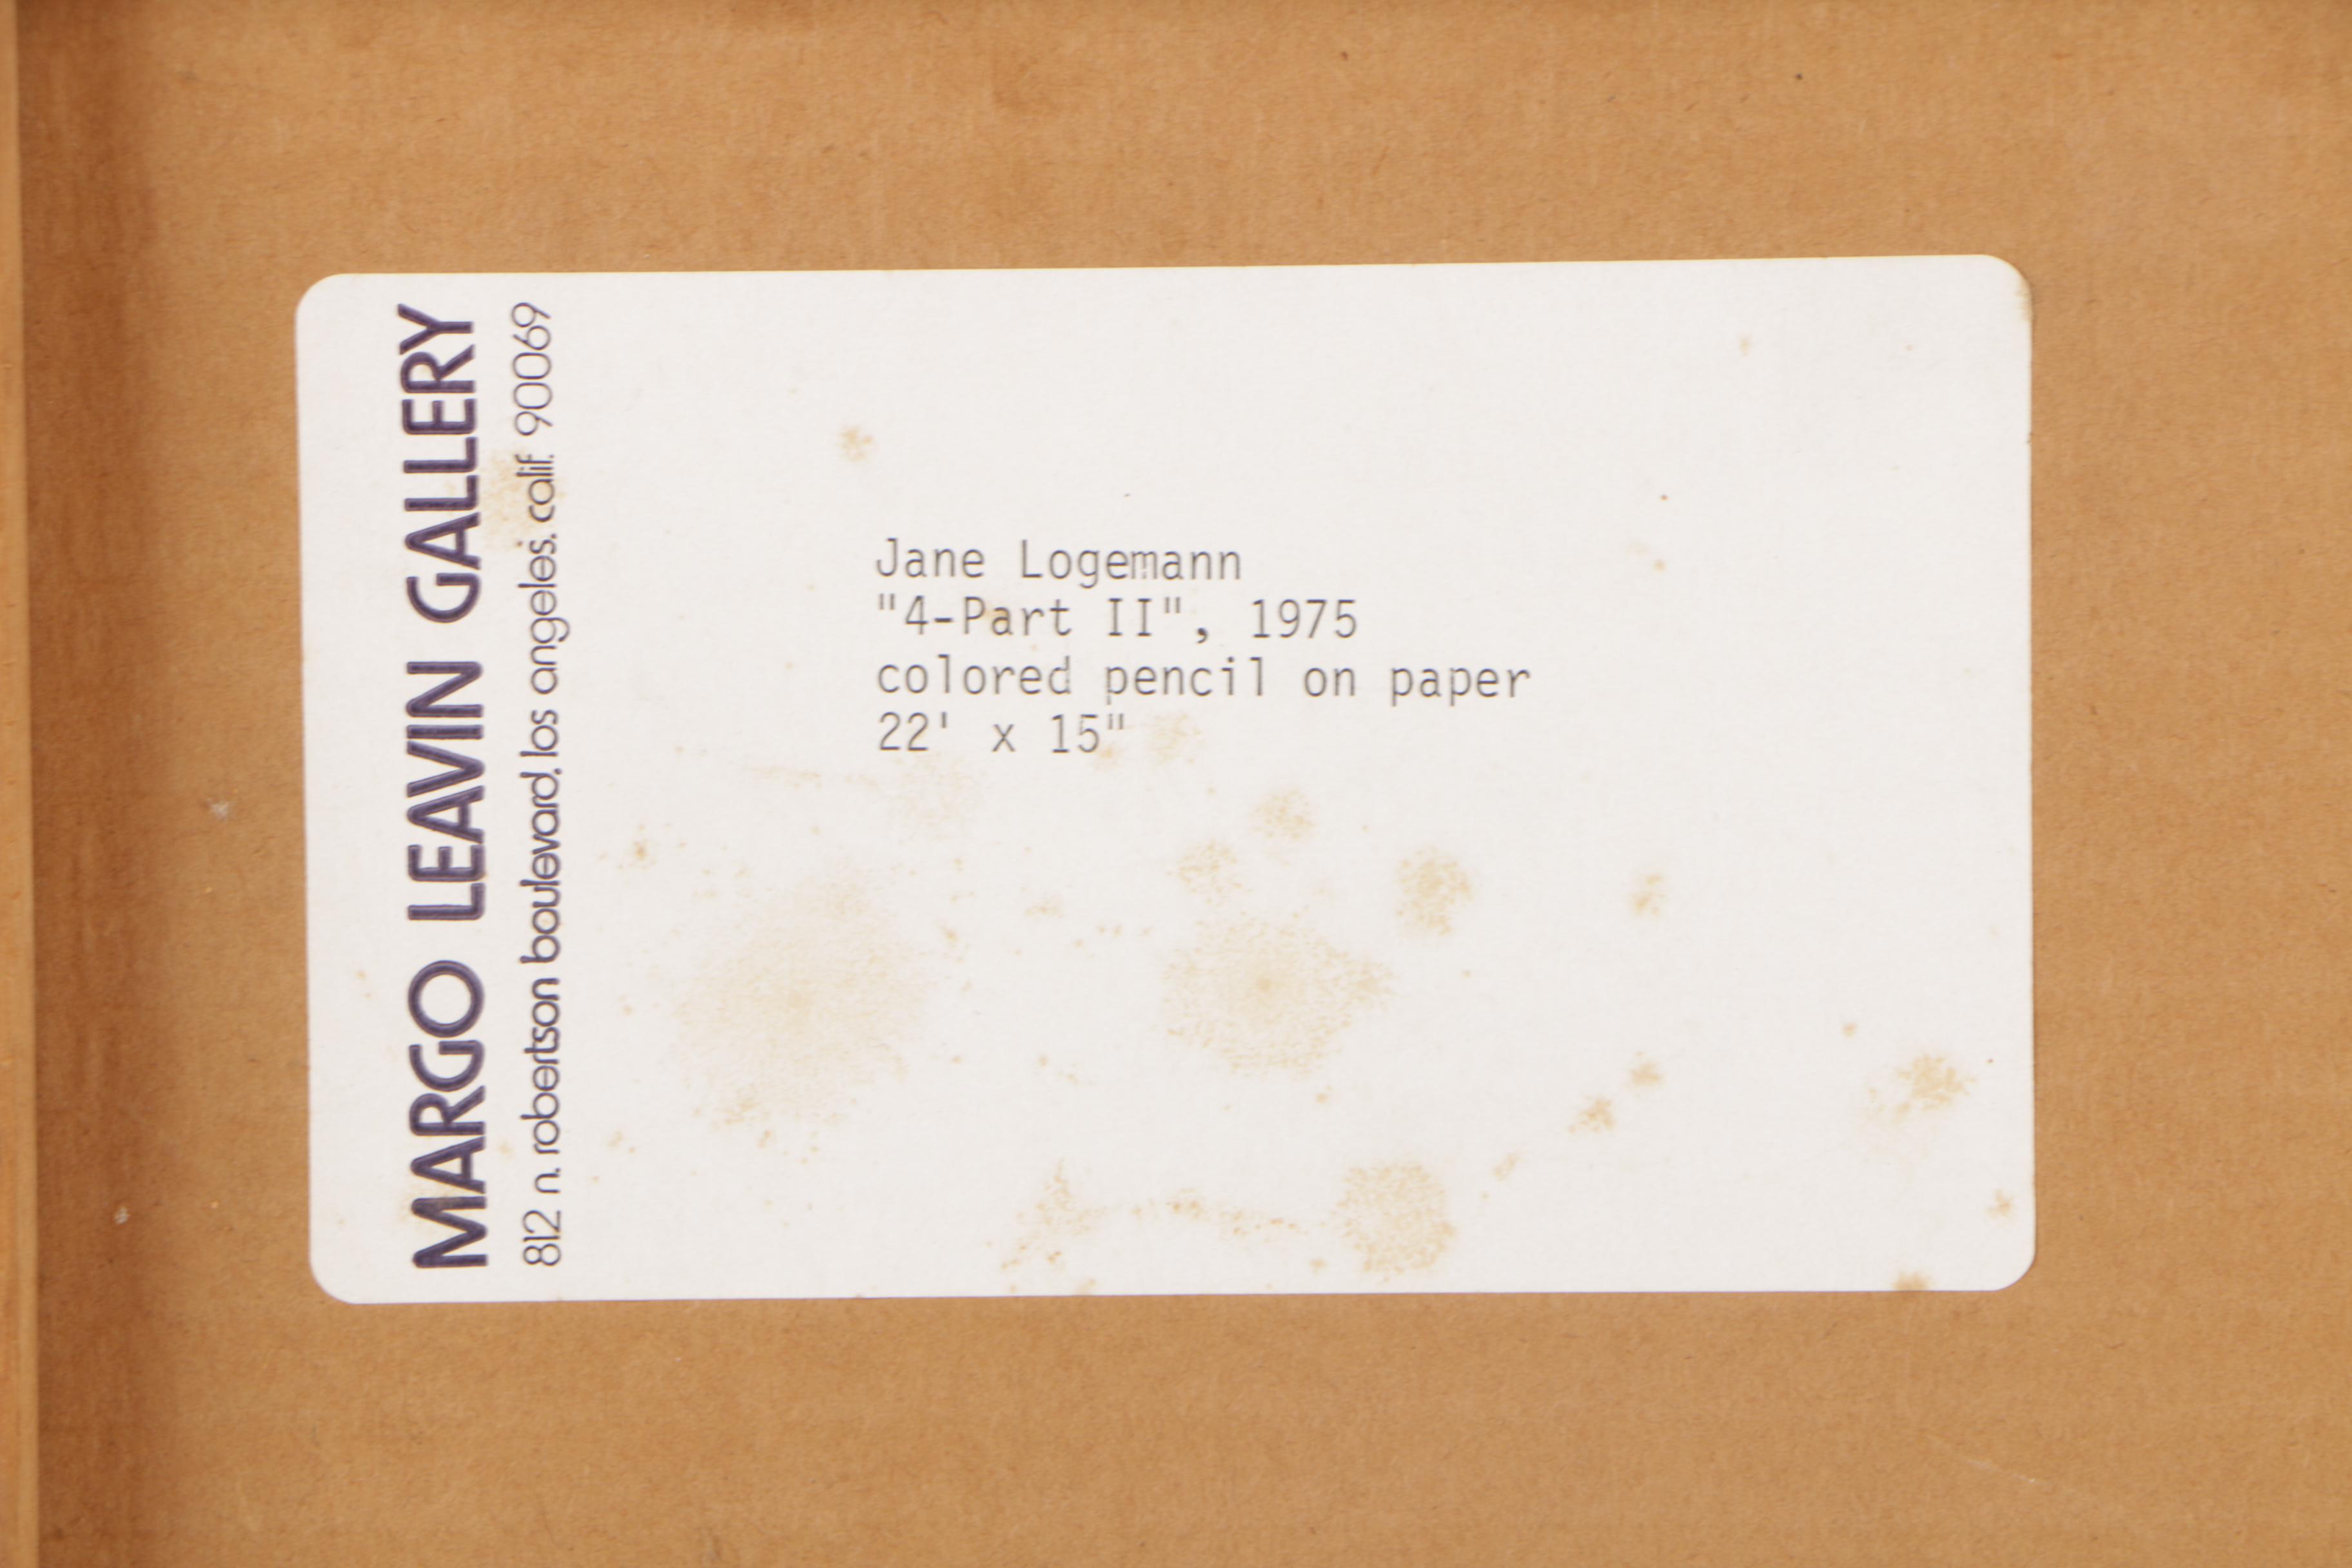 MARGO LEAVIN GALLERY
812 n. robertson boulevard, los angeles, calif. 90069
Jane Logemann
"4-Part II", 1975
colored pencil on paper
22' x 15"